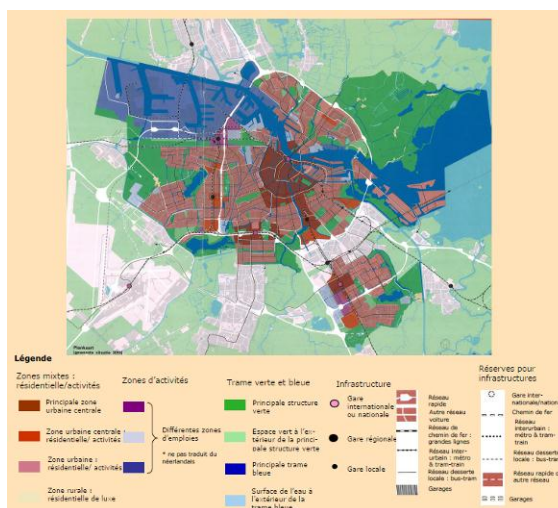 Plankaart
Légende
Zones mixtes :
résidentielle/activités
Principale zone
urbaine centrale
Zone urbaine centrale :
résidentielle/ activités
Zone urbaine :
résidentielle/ activités
Zone rurale :
résidentielle de luxe
Zones d'activités
Différentes zones
d'emploies
* ne pas traduit du
néerlandais
Trame verte et bleue
Principale structure
verte
Espace vert à l'ex-
térieur de la princi-
pale structure verte
Principale trame
bleue
Surface de l'eau à
l'extérieur de la
trame bleue
Infrastructure
Gare
internationale
ou nationale
Gare régionale
Gare locale
Réseau
rapide
Autre réseau
voiture
Réseau de
chemin de fer :
grandes lignes
Réseau Inter-
urbain : métro
& tram-train
Réseau desserte
locale : bus-tram
Garages
Réserves pour
infrastructures
Gare inter-
nationale/nation
Chemin de fer
Réseau
interurbain :
métro & tram-
train
Réseau desserte
locale : bus-tram
Réseau rapide ou
autre réseau
Garages